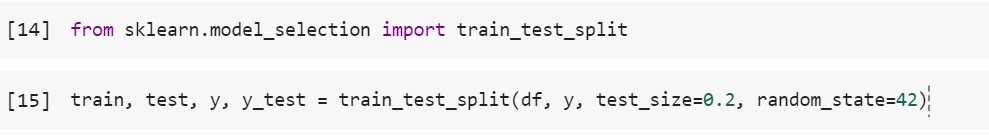 [14] from sklearn.model_selection import train_test_split
[15] train, test, y, y_test = train_test_split(df, y, test_size=0.2, random_state=42)